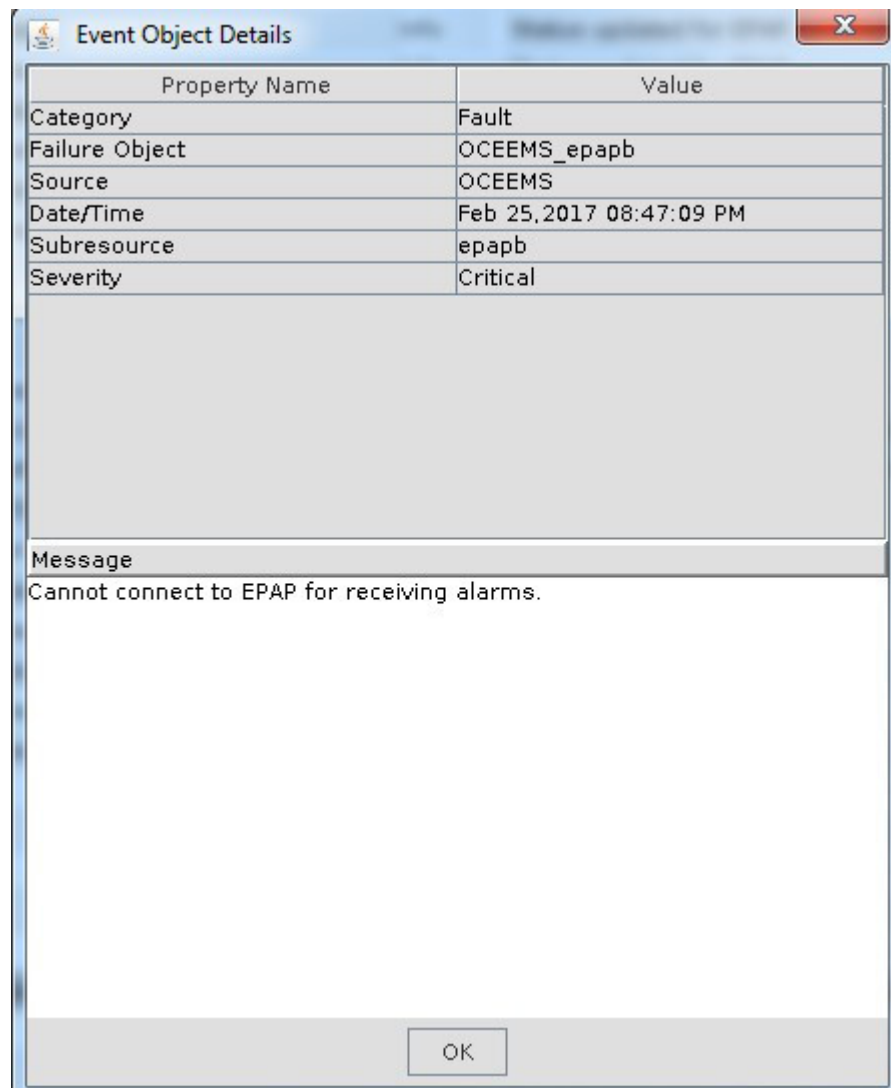 Event Object Details
Property Name Value
Category Fault
Failure Object OCEEMS_epapb
Source OCEEMS
Date/Time Feb 25,2017 08:47:09 PM
Subresource epapb
Severity Critical
Message
Cannot connect to EPAP for receiving alarms.
OK